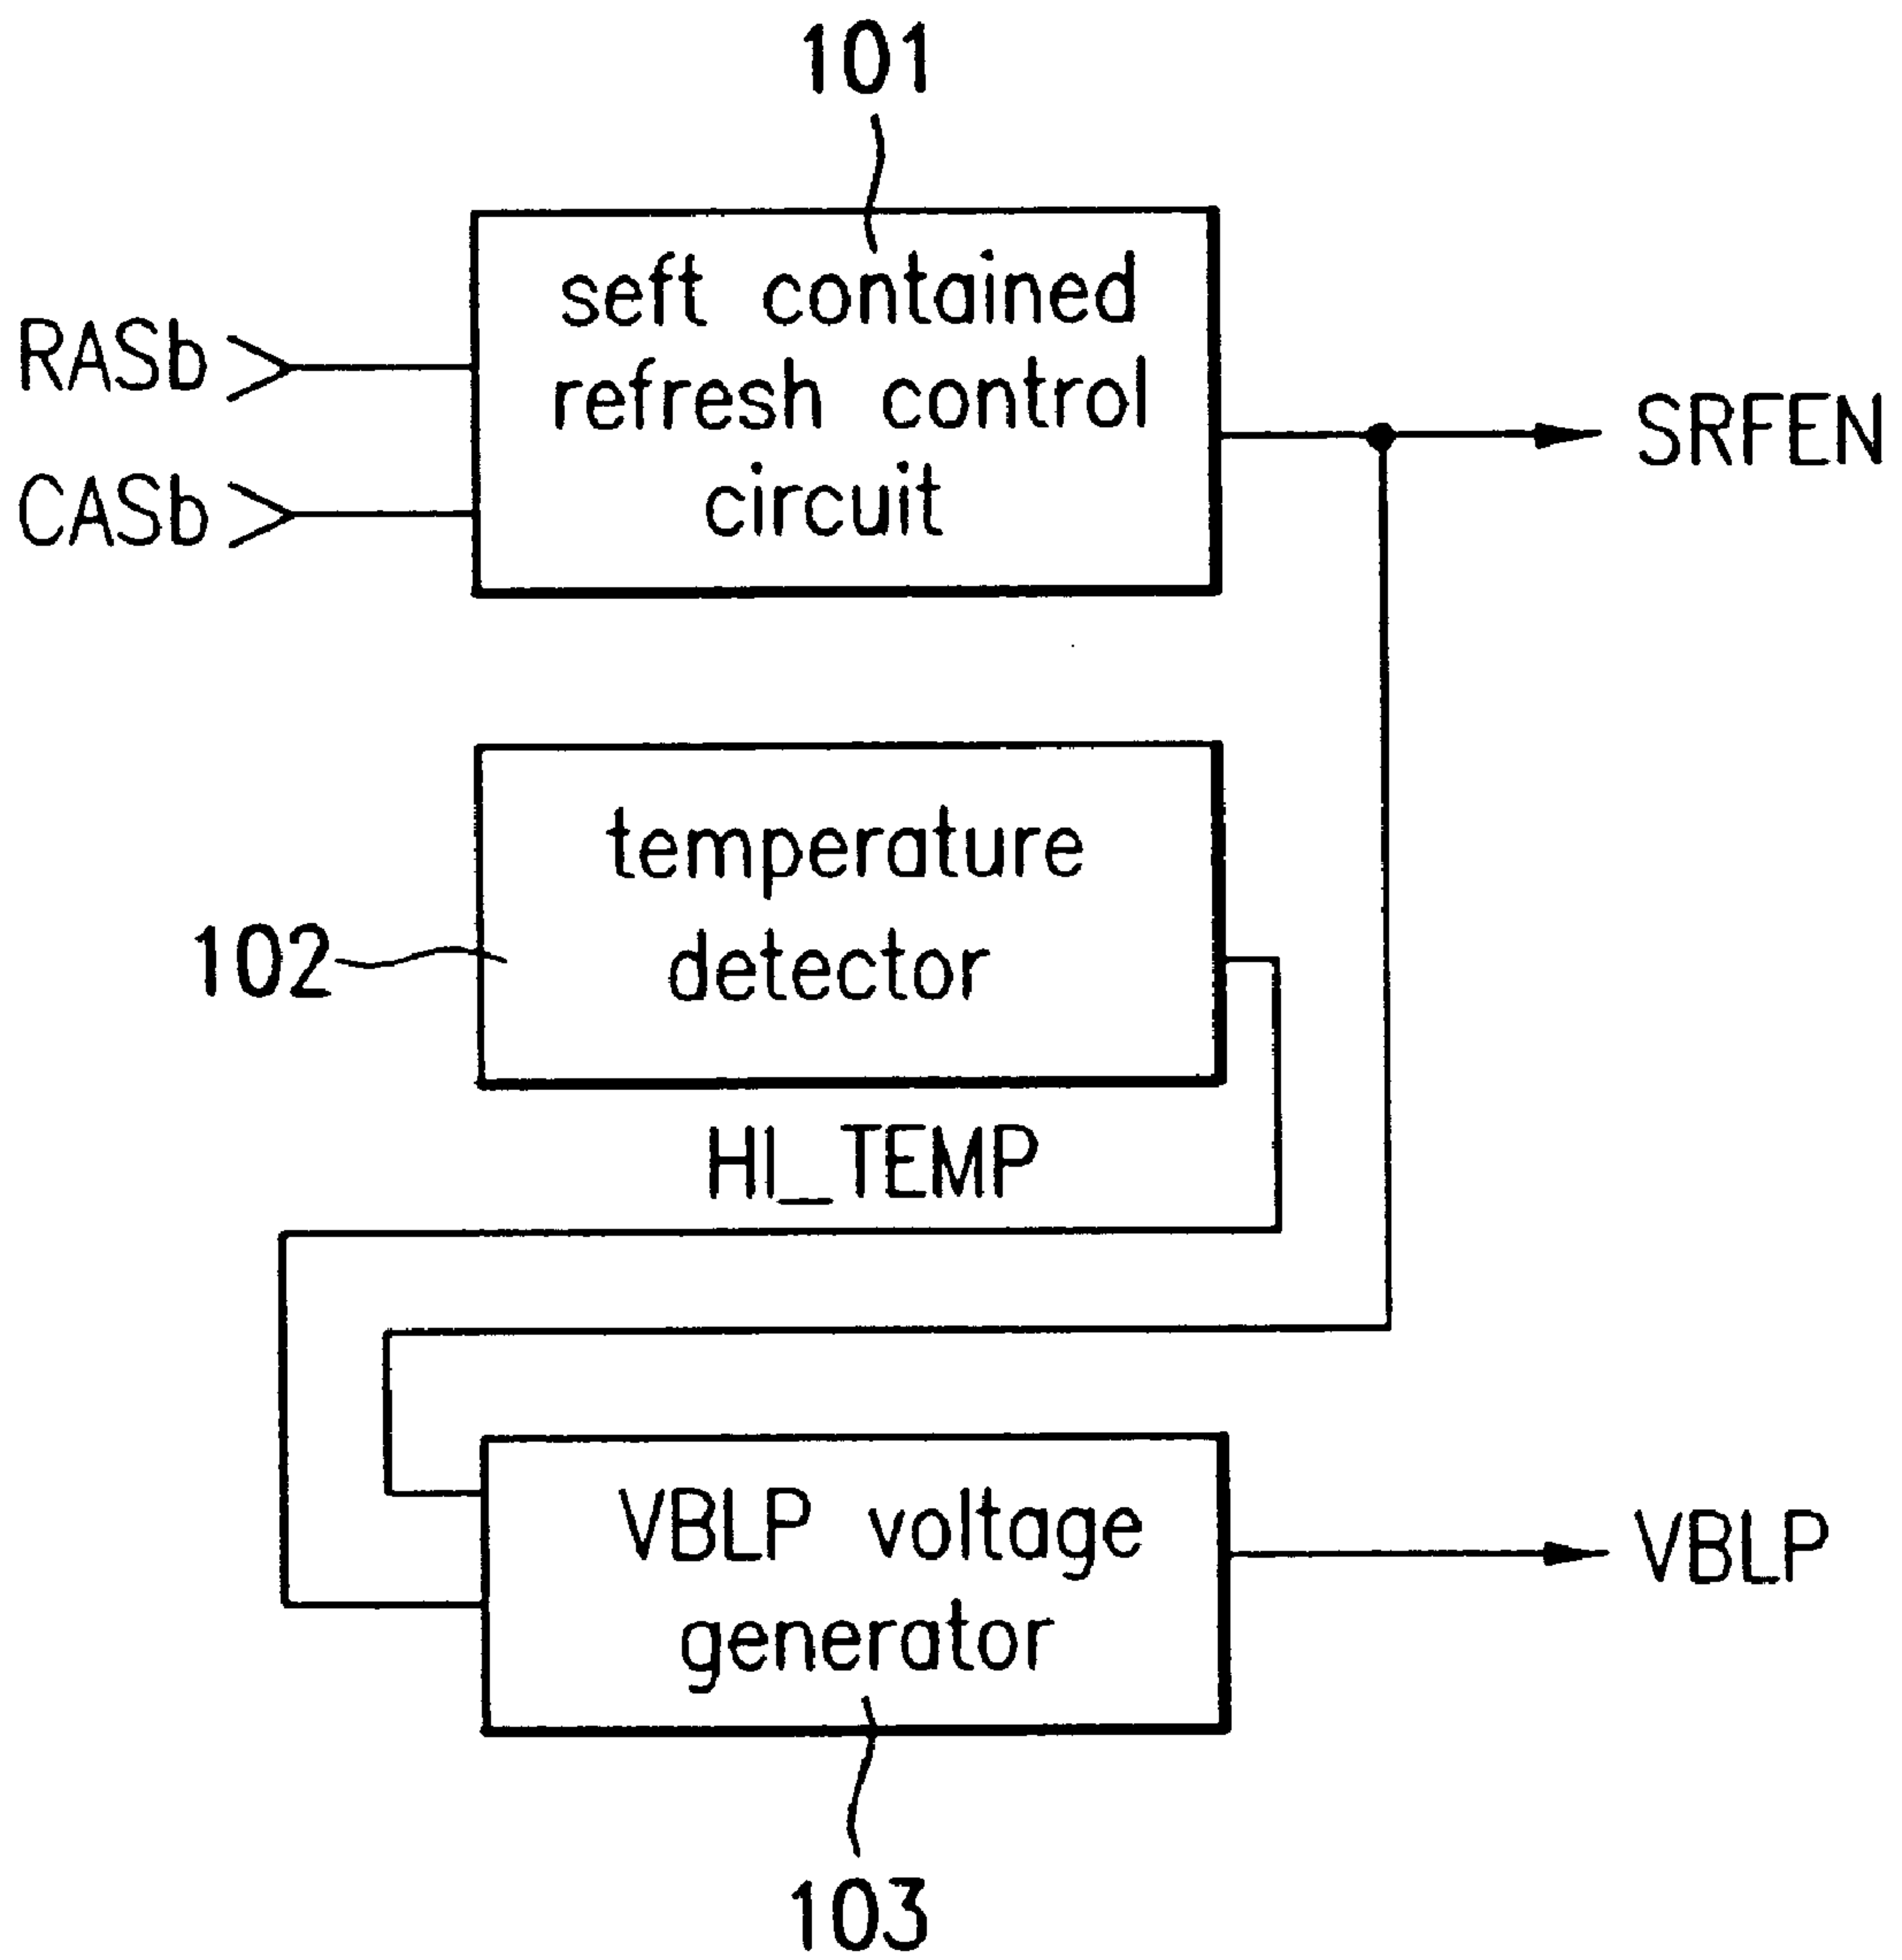 101
seft contained
refresh control
circuit
RASb
CASb
SRFEN
temperature
detector
102
HI_TEMP
VBLP voltage
generator
VBLP
103